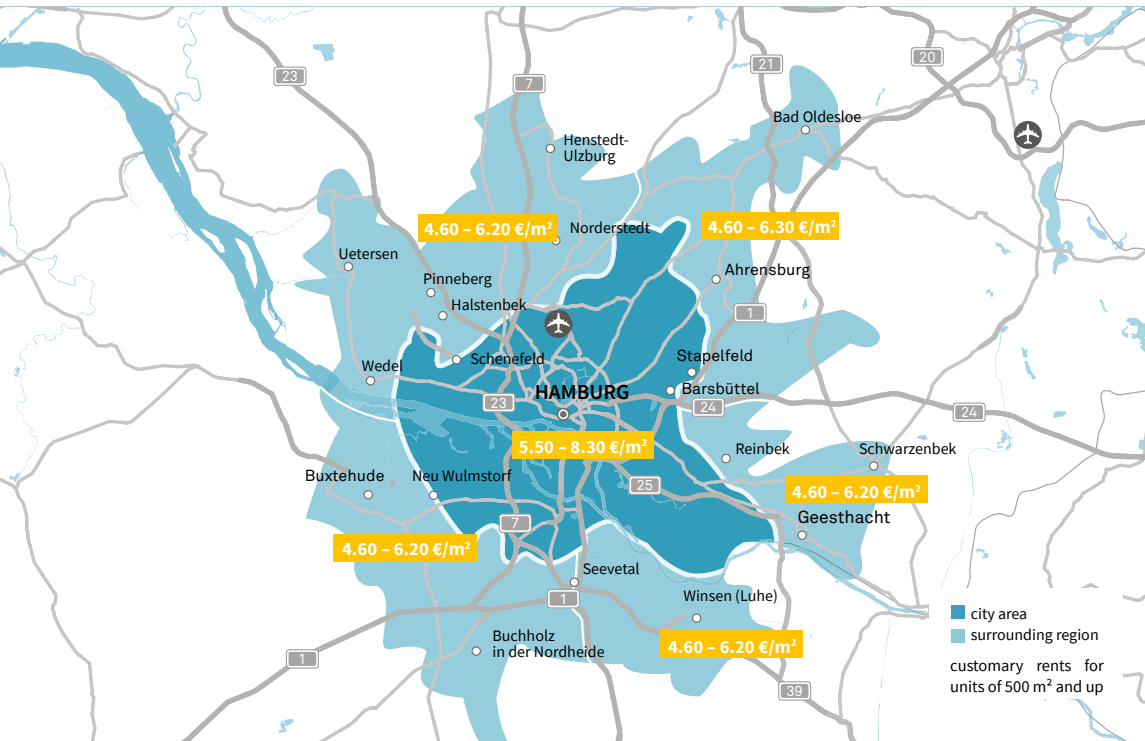 23
7
21
20
Bad Oldesloe
Henstedt-
Ulzburg
4.60 – 6.20 €/m²
Norderstedt
4.60 – 6.30 €/m²
Uetersen
Ahrensburg
Pinneberg
Halstenbek
1
Schenefeld
Stapelfeld
Wedel
HAMBURG
Barsbüttel
23
24
24
5.50 – 8.30 €/m²
Reinbek
Schwarzenbek
Buxtehude
Neu Wulmstorf
25
4.60 – 6.20 €/m²
Geesthacht
7
4.60 – 6.20 €/m²
Seevetal
Winsen (Luhe)
1
city area
surrounding region
Buchholz
in der Nordheide
4.60 – 6.20 €/m²
1
customary rents for
units of 500 m² and up
39